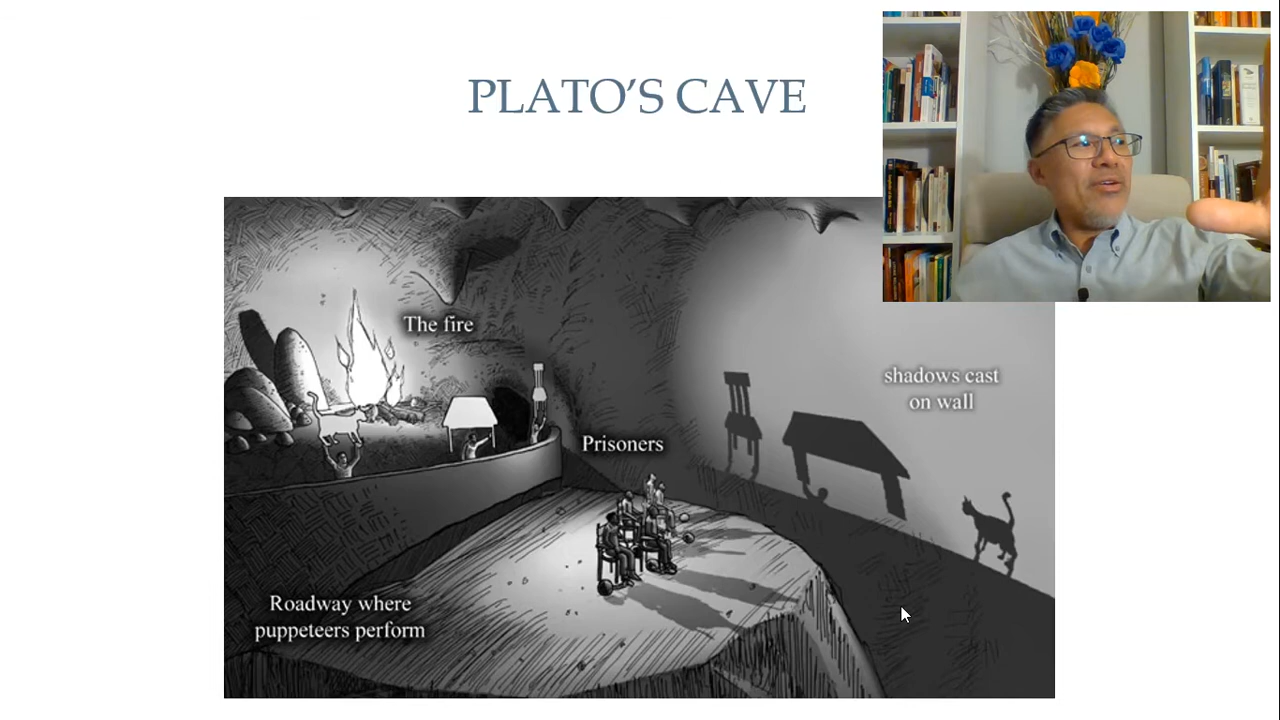 PLATO'S CAVE
The fire
shadows cast
on wall
Prisoners
Roadway where
puppeteers perform